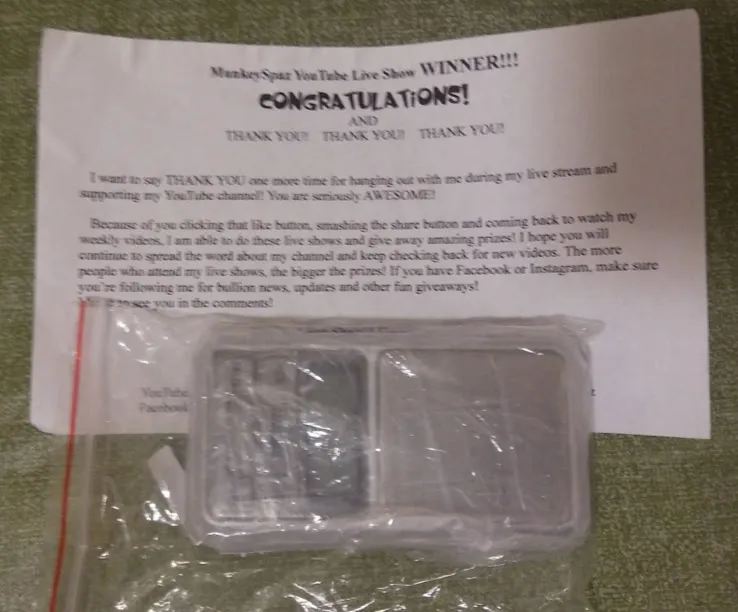 MunkeySpaz YouTube Live Show WINNER!!!
CONGRATULATIONS!
AND
THANK YOU! THANK YOU! THANK YOU!
I want to say THANK YOU one more time for hanging out with me during my live stream and
supporting my YouTube channel! You are seriously AWESOME!
Because of you clicking that like button, smashing the share button and coming back to watch my
weekly videos, I am able to do these live shows and give away amazing prizes! I hope you will
continue to spread the word about my channel and keep checking back for new videos. The more
people who attend my live shows, the bigger the prizes! If you have Facebook or Instagram, make sure
you're following me for bullion news, updates and other fun giveaways!
to see you in the comments!
YouTube
Facebook